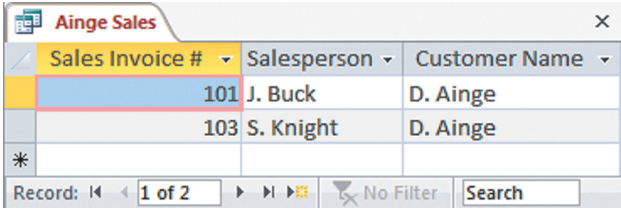 Ainge Sales
Sales Invoice # Salesperson Customer Name
101 J. Buck D. Ainge
103 S. Knight D. Ainge
Record: 1 of 2 No Filter Search